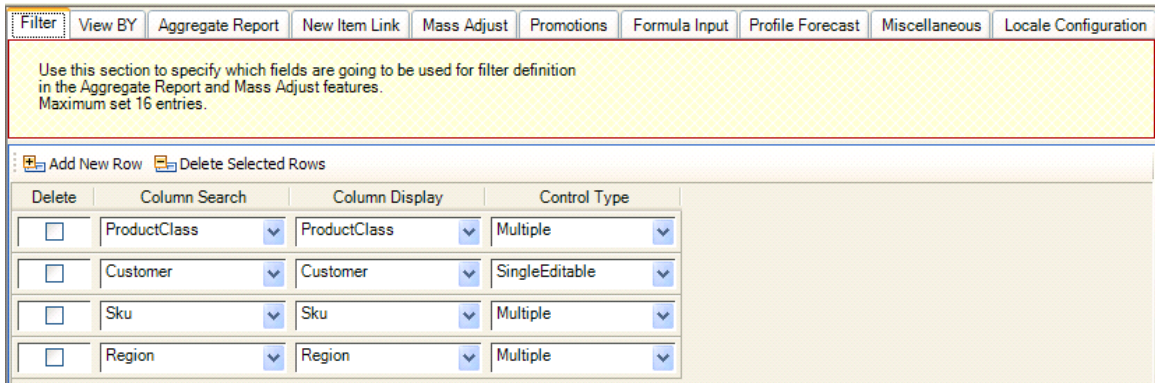 Filter View BY Aggregate Report New Item Link Mass Adjust Promotions Formula Input Profile Forecast Miscellaneous Locale Configuration
Use this section to specify which fields are going to be used for filter definition
in the Aggregate Report and Mass Adjust features.
Maximum set 16 entries.
Add New Row Delete Selected Rows
Delete Column Search Column Display Control Type
ProductClass ProductClass Multiple
Customer Customer SingleEditable
Sku Sku Multiple
Region Region Multiple